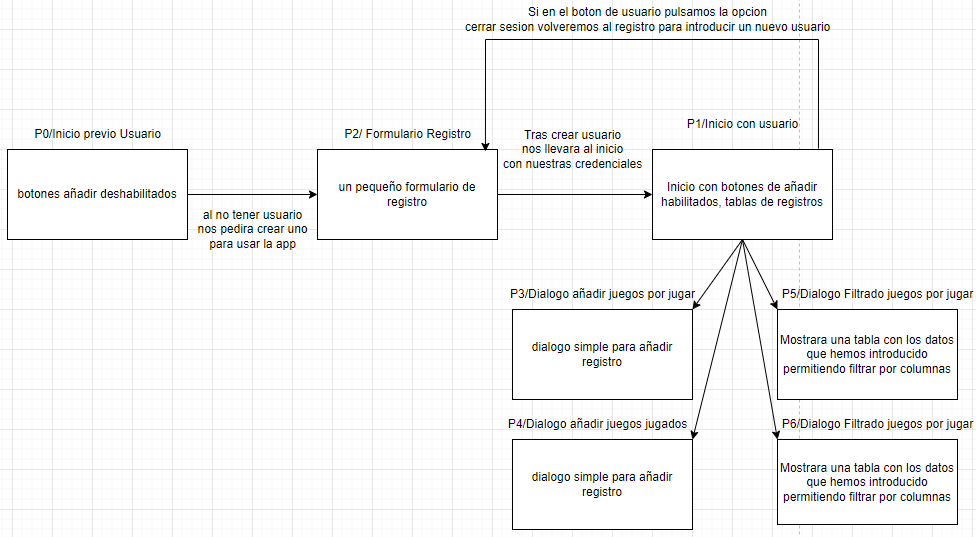 Si en el boton de usuario pulsamos la opcion
cerrar sesion volveremos al registro para introducir un nuevo usuario
P0/Inicio previo Usuario
botones añadir deshabilitados
al no tener usuario
nos pedira crear uno
para usar la app
P2/ Formulario Registro
un pequeño formulario de
registro
Tras crear usuario
nos llevara al inicio
con nuestras credenciales
P1/Inicio con usuario
Inicio con botones de añadir
habilitados, tablas de registros
P3/Dialogo añadir juegos por jugar
dialogo simple para añadir
registro
P5/Dialogo Filtrado juegos por jugar
Mostrara una tabla con los datos
que hemos introducido
permitiendo filtrar por columnas
P4/Dialogo añadir juegos jugados
dialogo simple para añadir
registro
P6/Dialogo Filtrado juegos por jugar
Mostrara una tabla con los datos
que hemos introducido
permitiendo filtrar por columnas